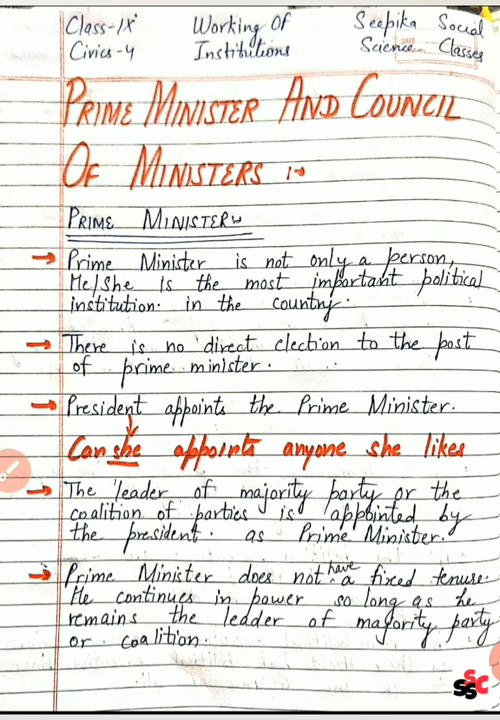 Class-IX Working Of Seepika Social
Civics-4 Institutions Science Classes
PRIME MINISTER AND COUNCIL
OF MINISTERS :→
PRIME MINISTER
→ Prime Minister is not only a person,
He/She is the most important political
institution. in the country.
→ There is no direct election to the post
of prime minister.
→ President appoints the Prime Minister.
Can she appoints anyone she likes
→ The leader of majority party or the
coalition of parties is appointed by
the president. as Prime Minister.
→ Prime Minister does not have a fixed tenure.
He continues in power so long as he
remains the leader of majority party
or coalition.
SSSC